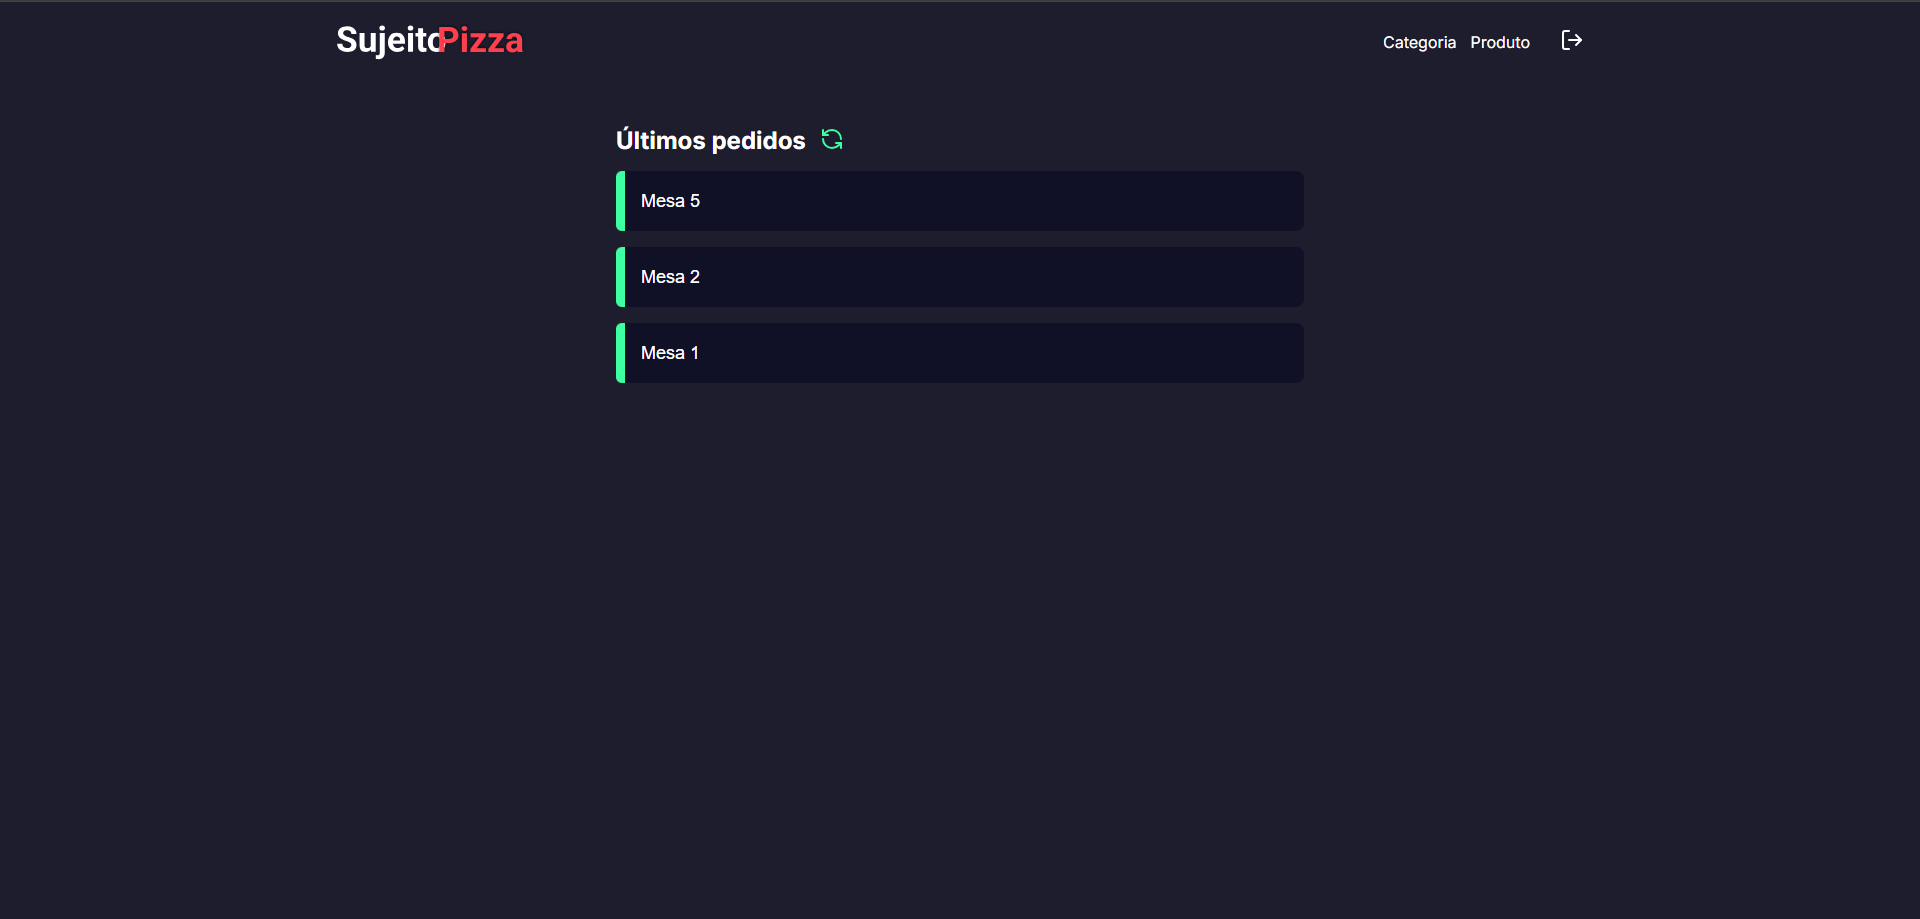 SujeitoPizza
Categoria Produto
Últimos pedidos
Mesa 5
Mesa 2
Mesa 1